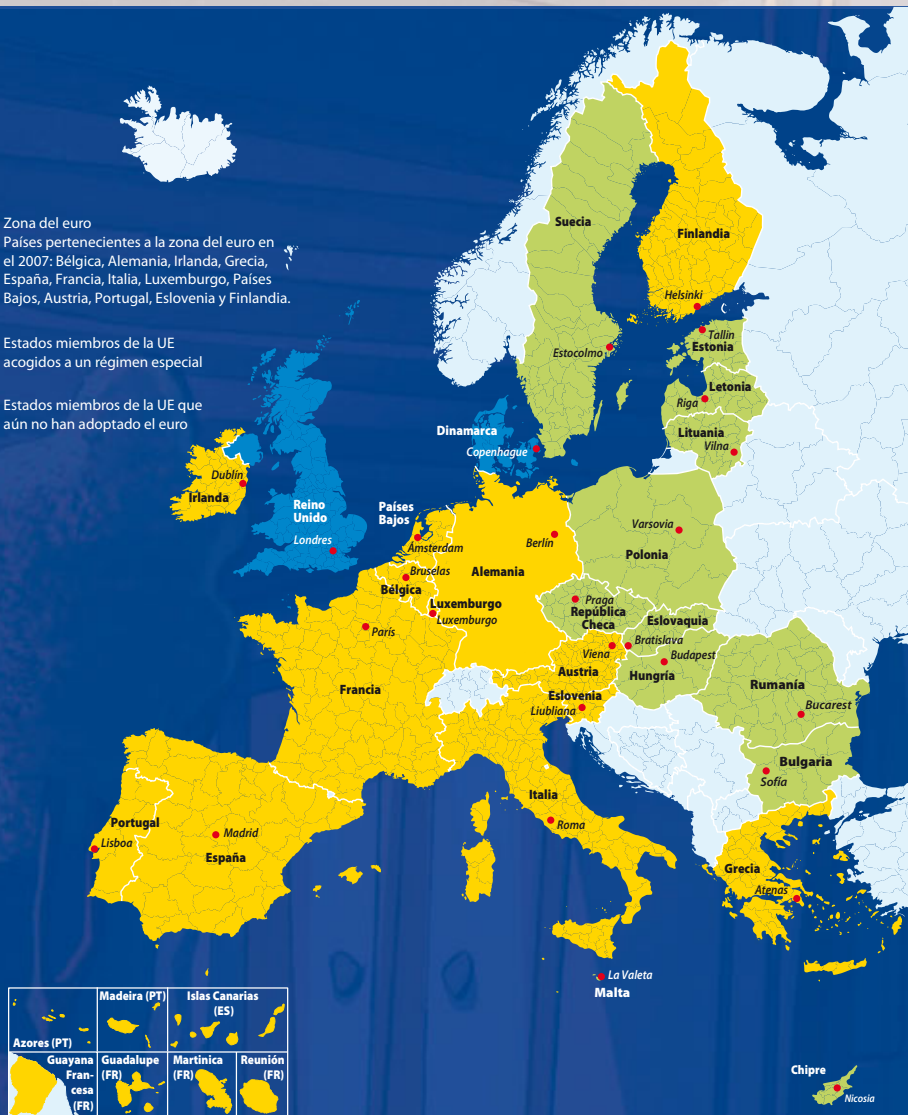 Zona del euro
Países pertenecientes a la zona del euro en
el 2007: Bélgica, Alemania, Irlanda, Grecia,
España, Francia, Italia, Luxemburgo, Países
Bajos, Austria, Portugal, Eslovenia y Finlandia.
Estados miembros de la UE
acogidos a un régimen especial
Estados miembros de la UE que
aún no han adoptado el euro
Suecia
Finlandia
Helsinki
Tallin
Estonia
Estocolmo
Letonia
Riga
Lituania
Vilna
Dinamarca
Copenhague
Dublín
Irlanda
Reino
Unido
Londres
Países
Bajos
Ámsterdam
Berlín
Varsovia
Polonia
Alemania
Bruselas
Bélgica
Luxemburgo
Luxemburgo
Praga
República
Checa
Eslovaquia
París
Bratislava
Viena
Budapest
Austria
Hungría
Francia
Eslovenia
Liubliana
Rumanía
Bucarest
Bulgaria
Sofía
Italia
Roma
Portugal
Lisboa
Madrid
España
Grecia
Atenas
La Valeta
Malta
Azores (PT)
Madeira (PT)
Islas Canarias
(ES)
Guayana
Fran-
cesa
(FR)
Guadalupe
(FR)
Martinica
(FR)
Reunión
(FR)
Chipre
Nicosia